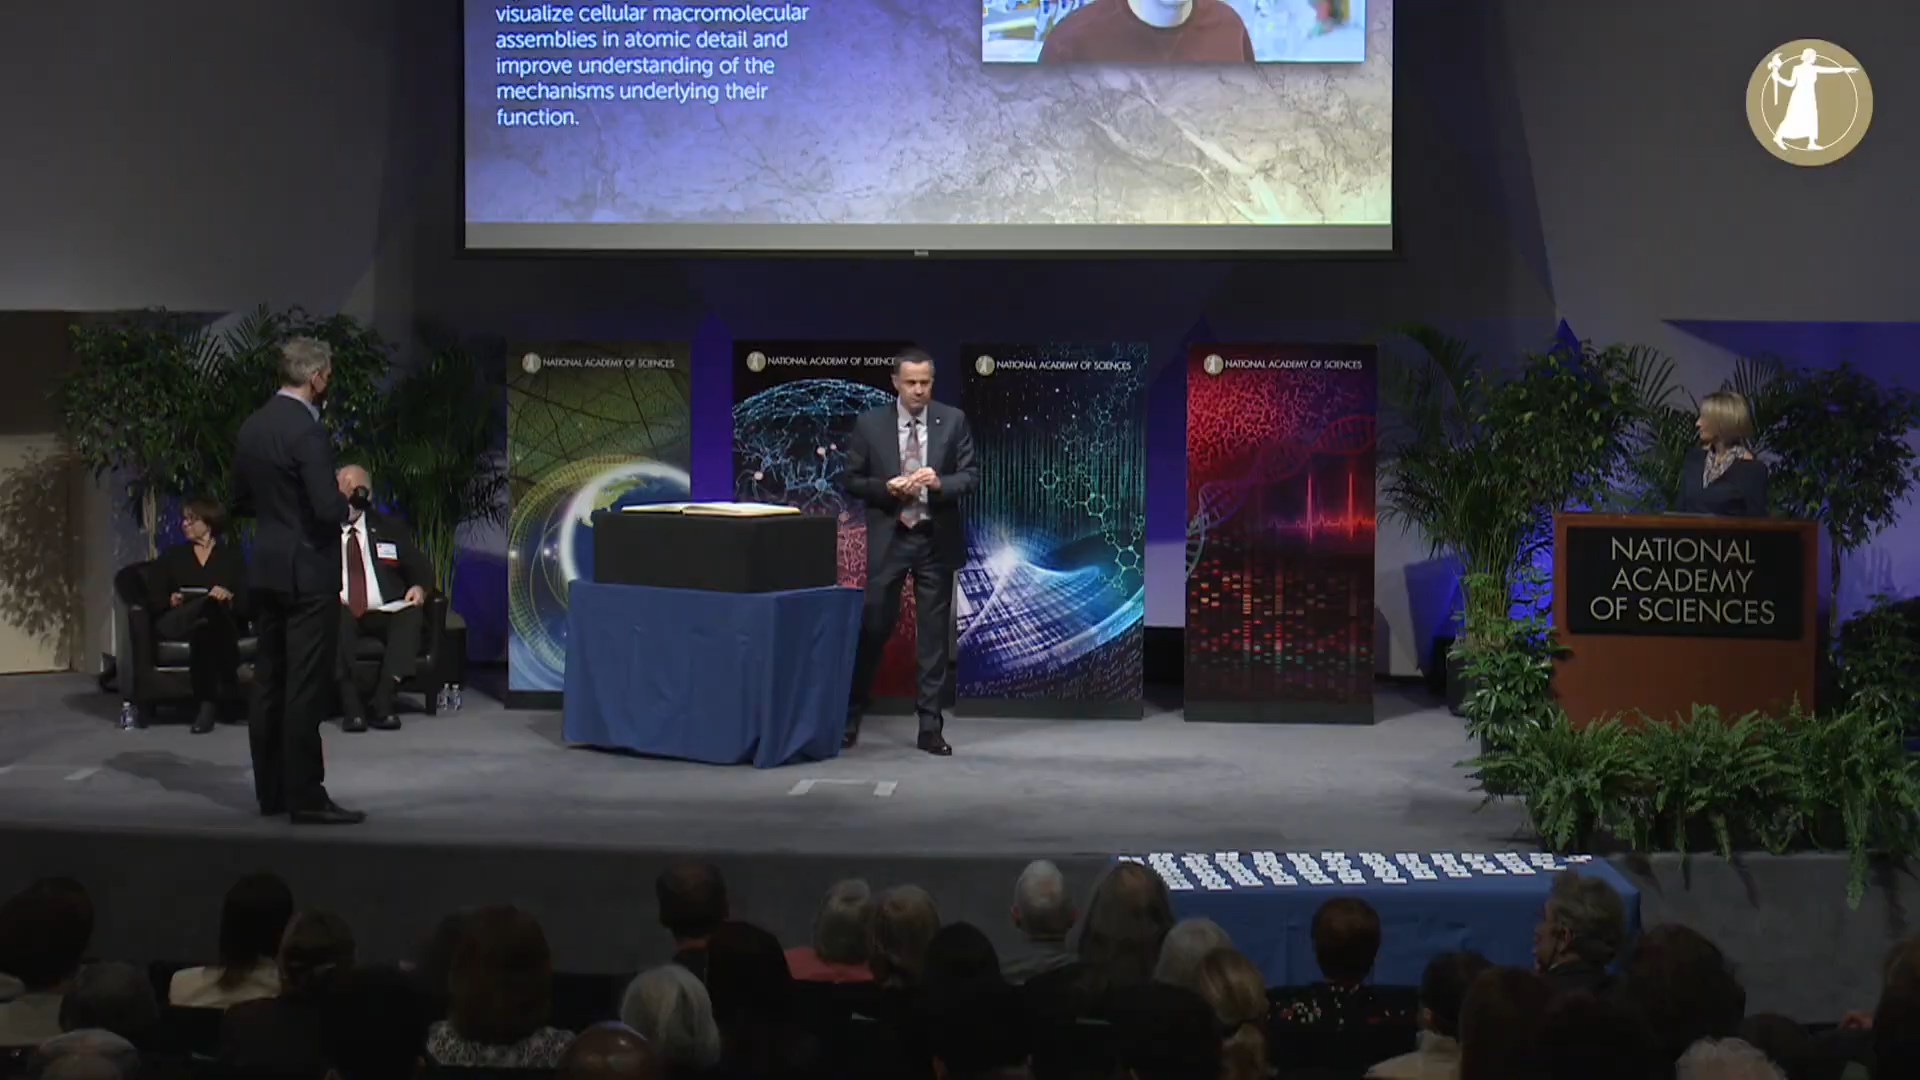 visualize cellular macromolecular
assemblies in atomic detail and
improve understanding of the
mechanisms underlying their
function.
NATIONAL ACADEMY OF SCIENCES
NATIONAL ACADEMY OF SCIENCES
NATIONAL ACADEMY OF SCIENCES
NATIONAL ACADEMY OF SCIENCES
NATIONAL
ACADEMY
OF SCIENCES